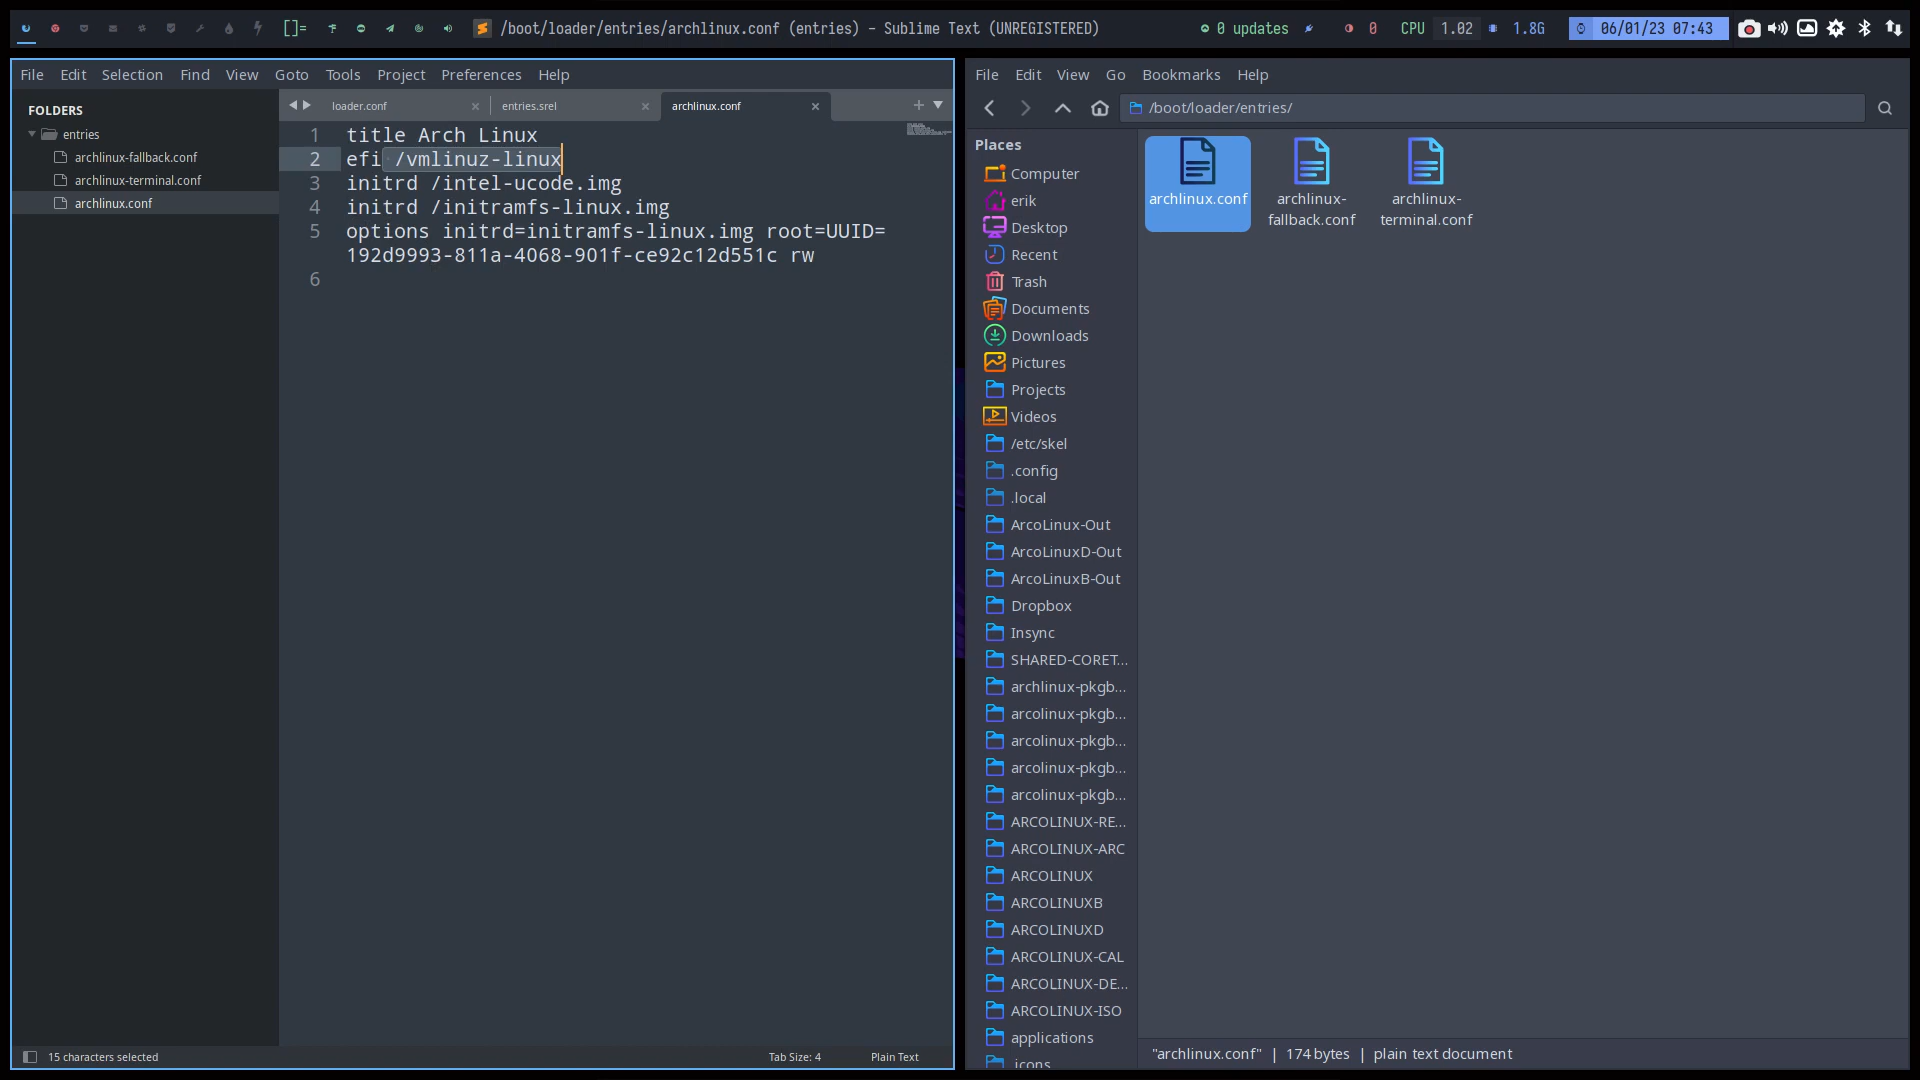 /boot/loader/entries/archlinux.conf (entries) – Sublime Text (UNREGISTERED)
0 updates
0
CPU 1.02
1.8G
06/01/23 07:43
File Edit Selection Find View Goto Tools Project Preferences Help
FOLDERS
entries
archlinux-fallback.conf
archlinux-terminal.conf
archlinux.conf
loader.conf
entries.srel
archlinux.conf
1 title Arch Linux
2 efi /vmlinuz-linux
3 initrd /intel-ucode.img
4 initrd /initramfs-linux.img
5 options initrd=initramfs-linux.img root=UUID=
192d9993-811a-4068-901f-ce92c12d551c rw
6
15 characters selected
Tab Size: 4
Plain Text
File Edit View Go Bookmarks Help
/boot/loader/entries/
Places
Computer
erik
Desktop
Recent
Trash
Documents
Downloads
Pictures
Projects
Videos
/etc/skel
.config
.local
ArcoLinux-Out
ArcoLinuxD-Out
ArcoLinuxB-Out
Dropbox
Insync
SHARED-CORET...
archlinux-pkgb...
arcolinux-pkgb...
arcolinux-pkgb...
arcolinux-pkgb...
arcolinux-pkgb...
ARCOLINUX-RE...
ARCOLINUX-ARC
ARCOLINUX
ARCOLINUXB
ARCOLINUXD
ARCOLINUX-CAL
ARCOLINUX-DE...
ARCOLINUX-ISO
applications
.icons
archlinux.conf
archlinux-
fallback.conf
archlinux-
terminal.conf
"archlinux.conf" | 174 bytes | plain text document